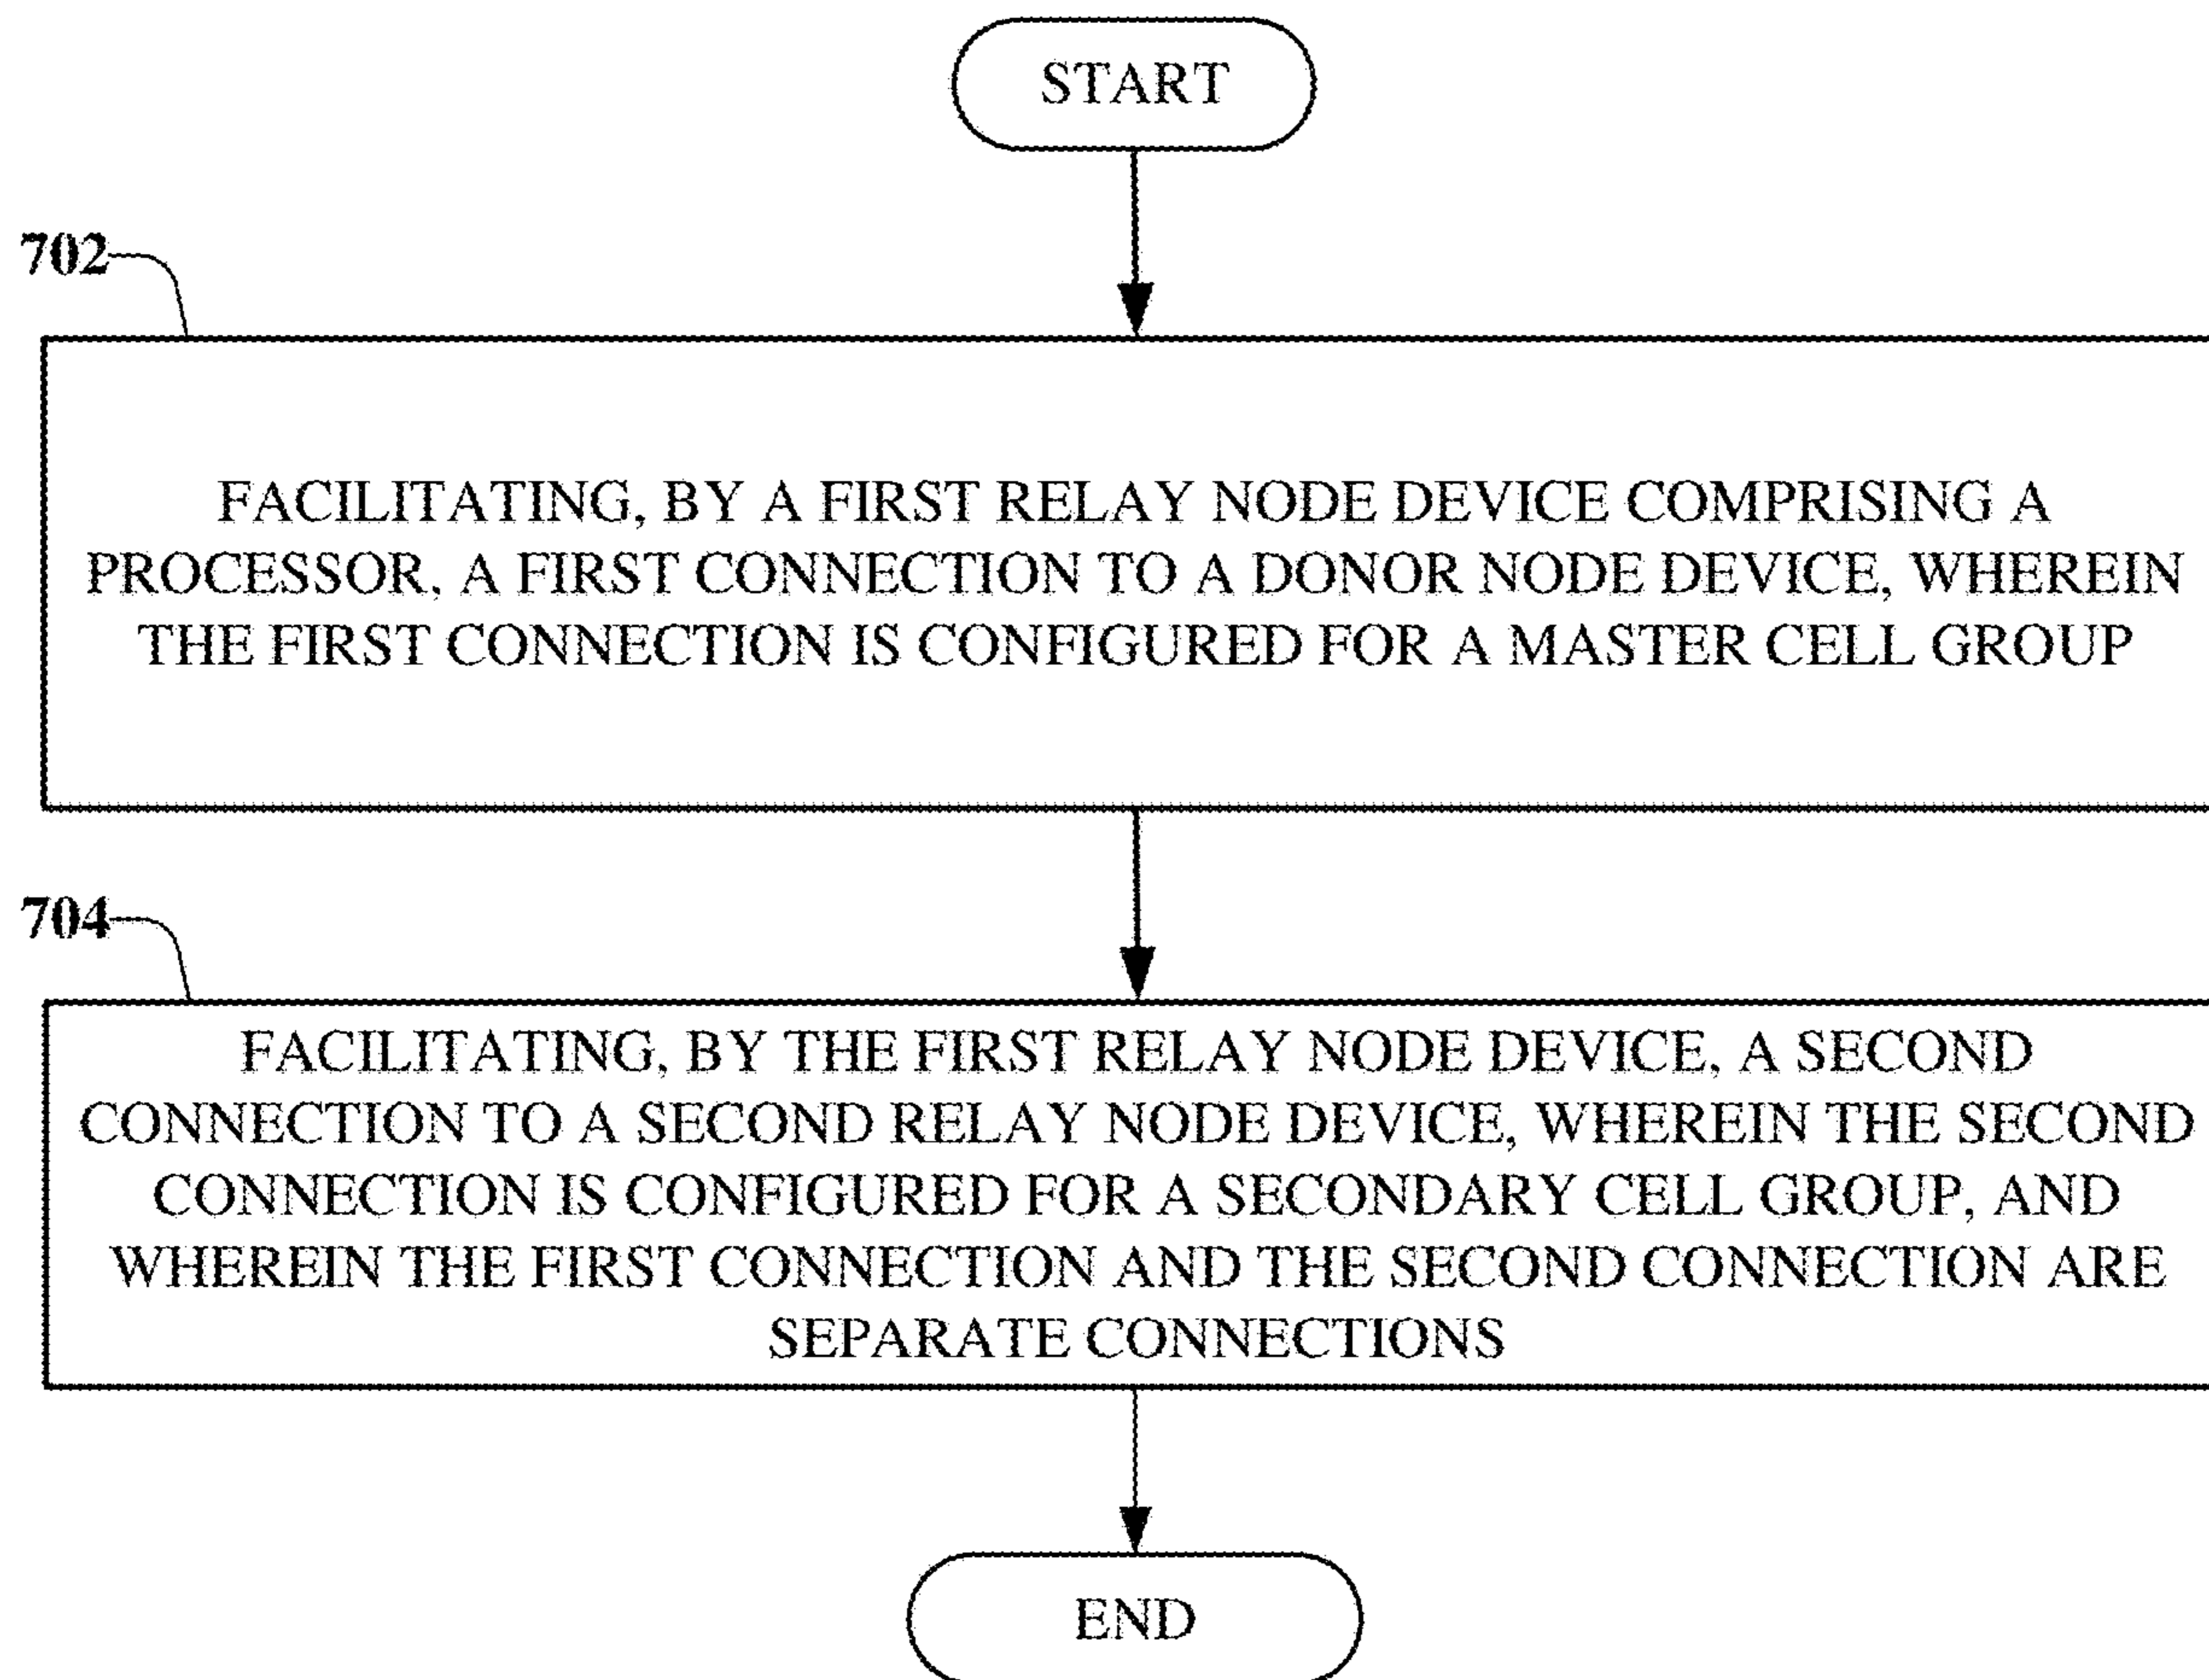 START
702
FACILITATING, BY A FIRST RELAY NODE DEVICE COMPRISING A
PROCESSOR, A FIRST CONNECTION TO A DONOR NODE DEVICE, WHEREIN
THE FIRST CONNECTION IS CONFIGURED FOR A MASTER CELL GROUP
704
FACILITATING, BY THE FIRST RELAY NODE DEVICE, A SECOND
CONNECTION TO A SECOND RELAY NODE DEVICE, WHEREIN THE SECOND
CONNECTION IS CONFIGURED FOR A SECONDARY CELL GROUP, AND
WHEREIN THE FIRST CONNECTION AND THE SECOND CONNECTION ARE
SEPARATE CONNECTIONS
END